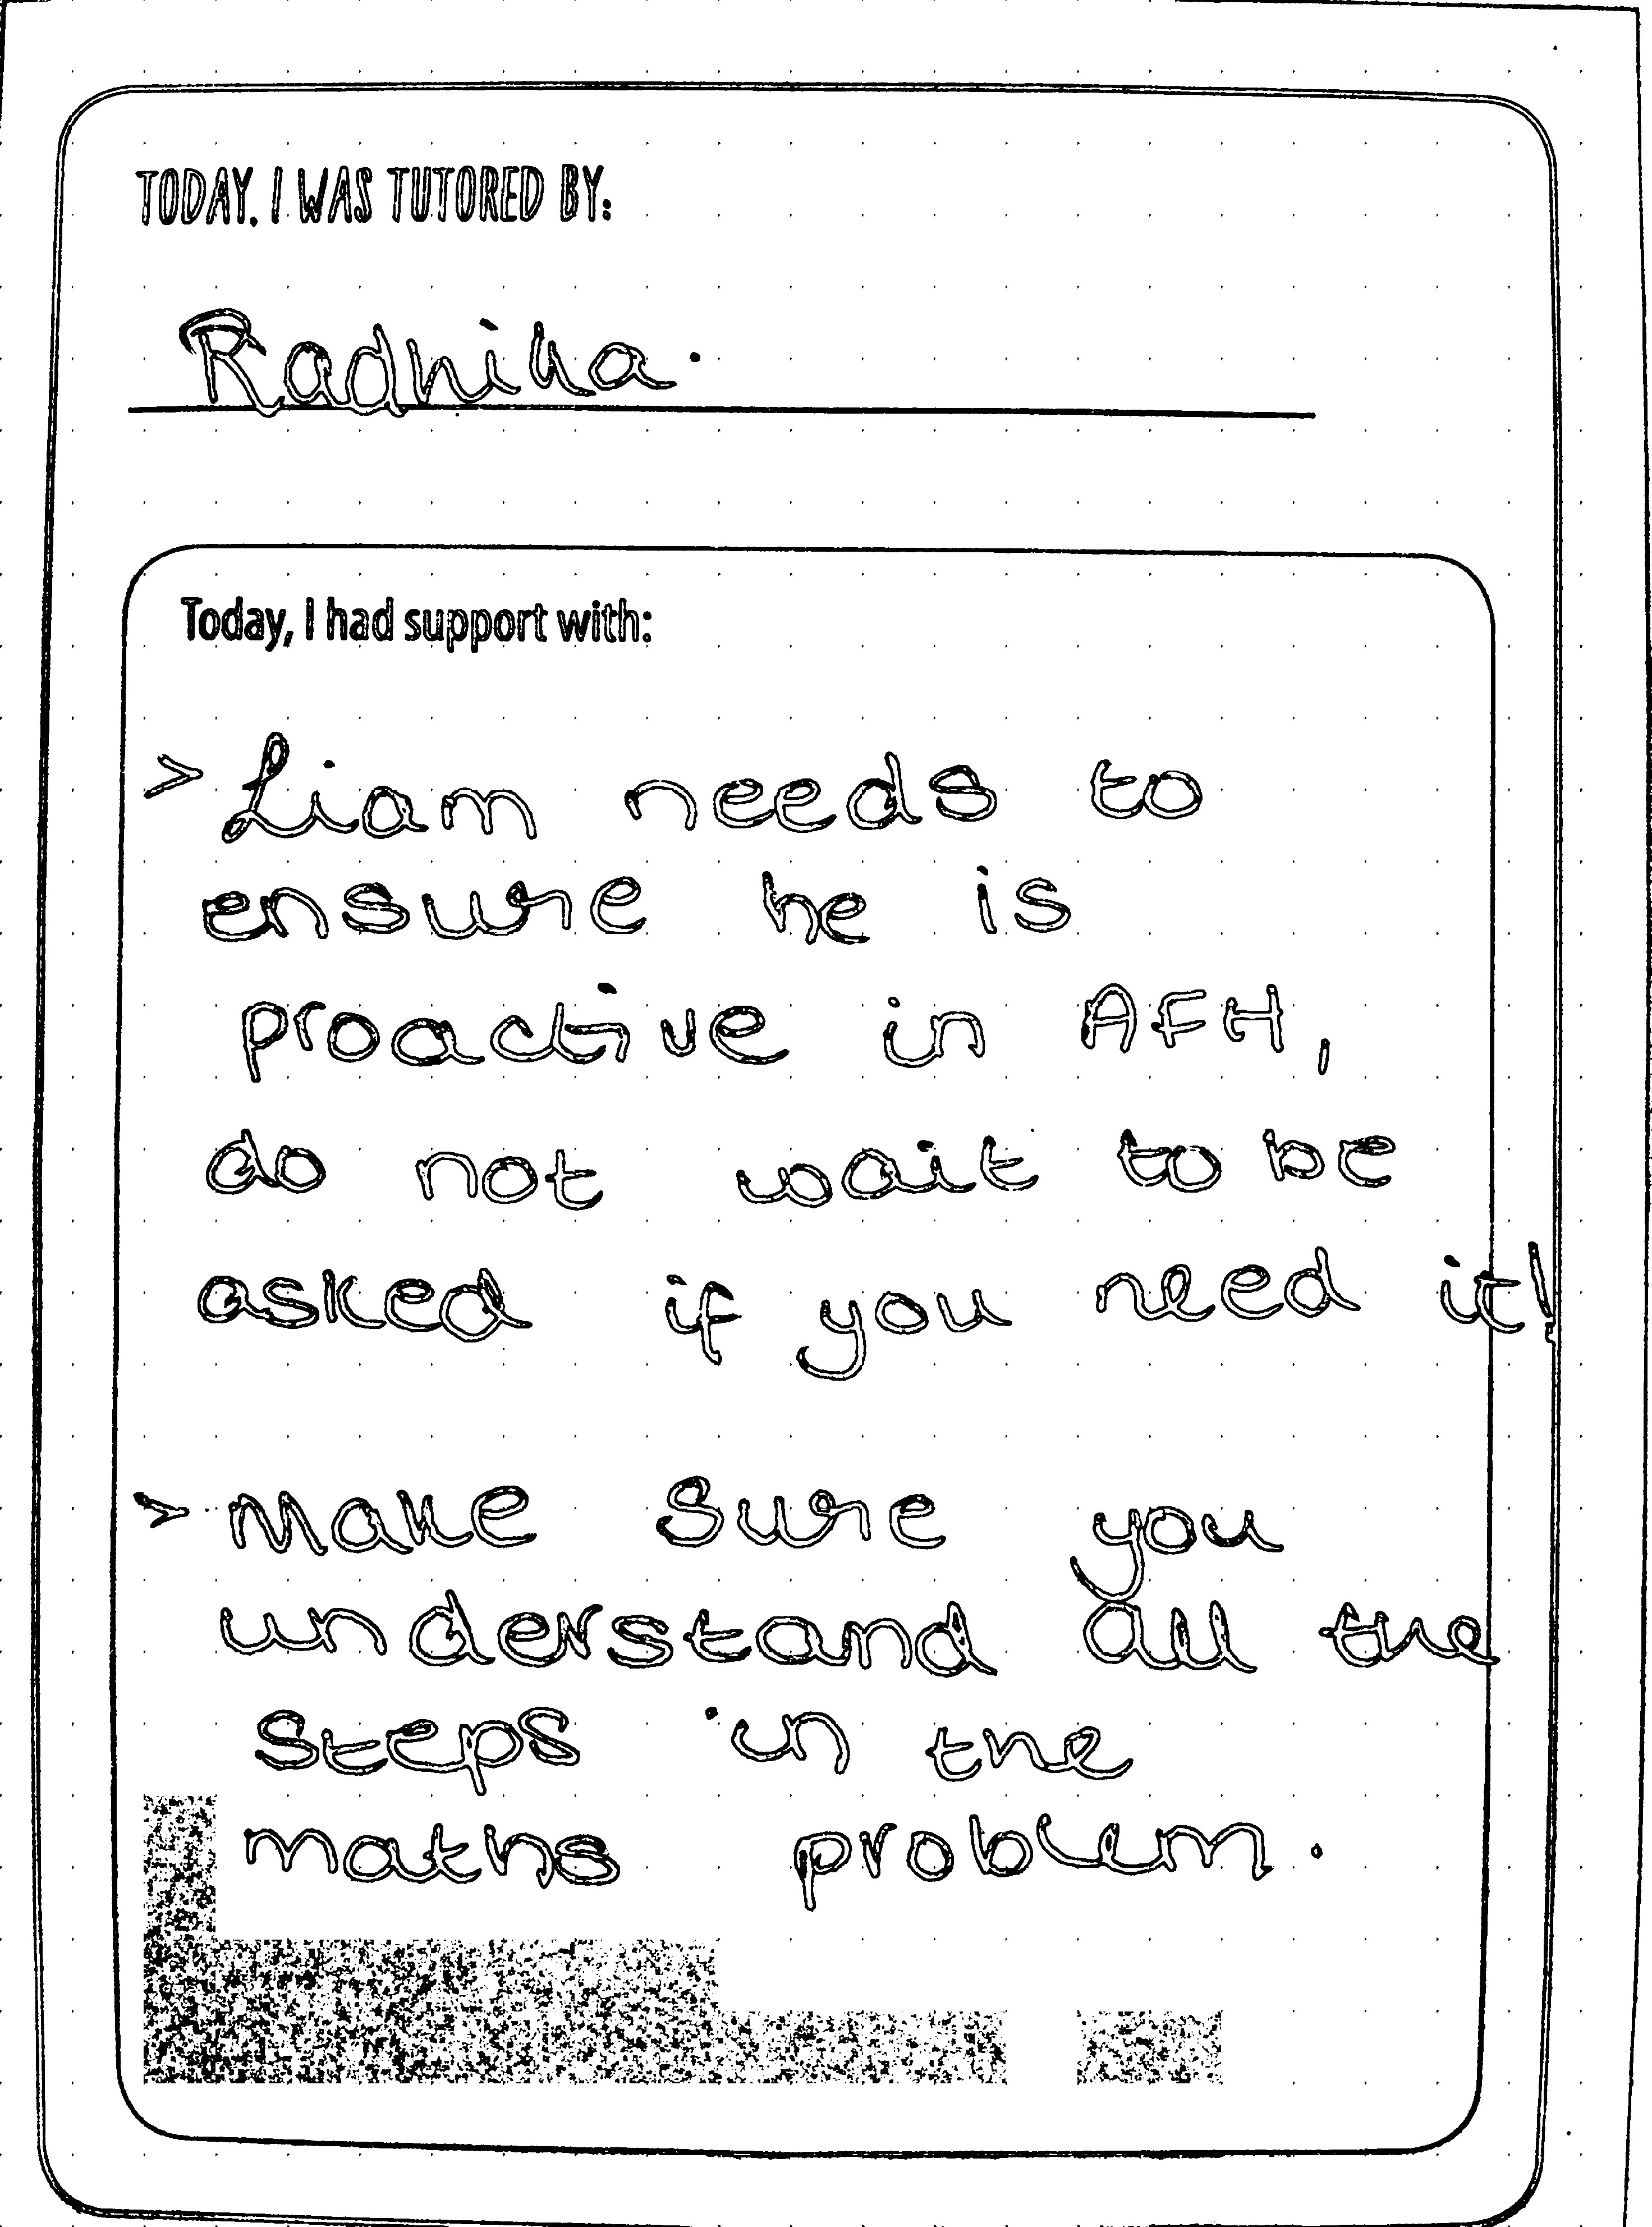 TODAY, I WAS TUTORED BY:
Radhika.
Today, I had support with:
> Liam needs to
ensure he is
proactive in AFH,
do not wait to be
asked if you need it!
> Make sure you
understand all the
steps in the
maths problem.